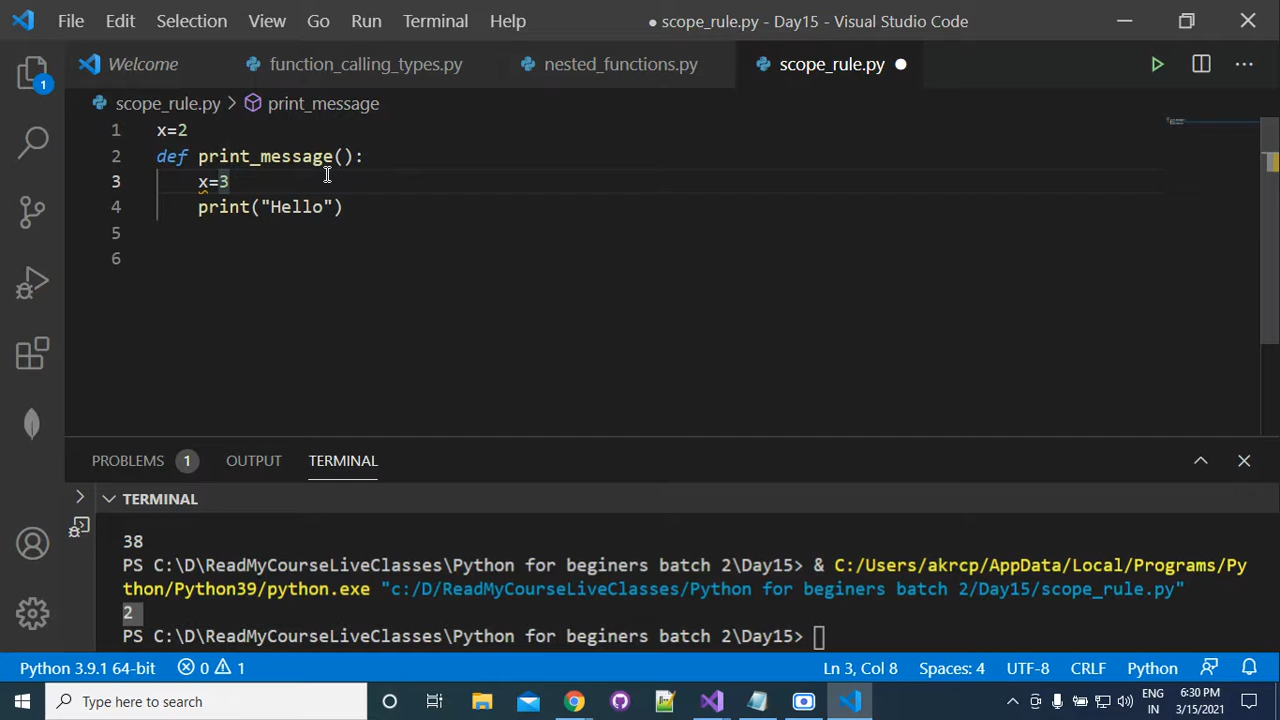 File Edit Selection View Go Run Terminal Help ● scope_rule.py - Day15 - Visual Studio Code
Welcome function_calling_types.py nested_functions.py scope_rule.py
1
scope_rule.py > print_message
1 x=2
2 def print_message():
3 x=3
4 print("Hello")
5
6
PROBLEMS 1 OUTPUT TERMINAL
TERMINAL
38
PS C:\D\ReadMyCourseLiveClasses\Python for beginers batch 2\Day15> & C:/Users/akrcp/AppData/Local/Programs/Py
thon/Python39/python.exe "c:/D/ReadMyCourseLiveClasses/Python for beginers batch 2/Day15/scope_rule.py"
2
PS C:\D\ReadMyCourseLiveClasses\Python for beginers batch 2\Day15>
Python 3.9.1 64-bit 0 1 Ln 3, Col 8 Spaces: 4 UTF-8 CRLF Python
Type here to search ENG 6:30 PM
IN 3/15/2021